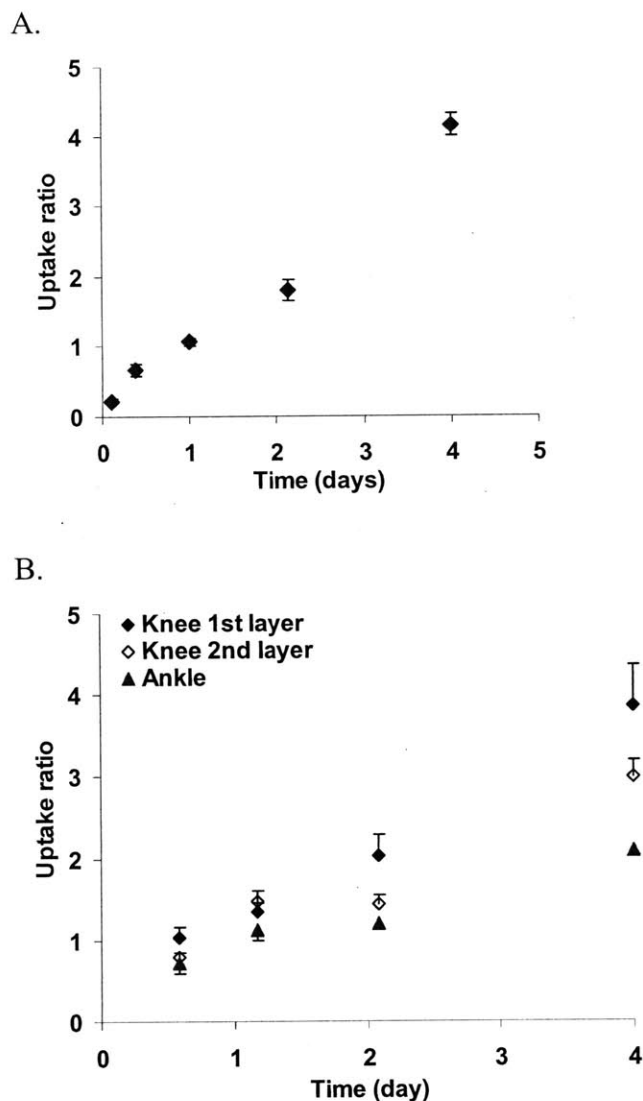 A.
5
4
3
2
1
0
Uptake ratio
0 1 2 3 4 5
Time (days)
B.
Knee 1st layer
Knee 2nd layer
Ankle
5
4
3
2
1
0
Uptake ratio
0 1 2 3 4
Time (day)